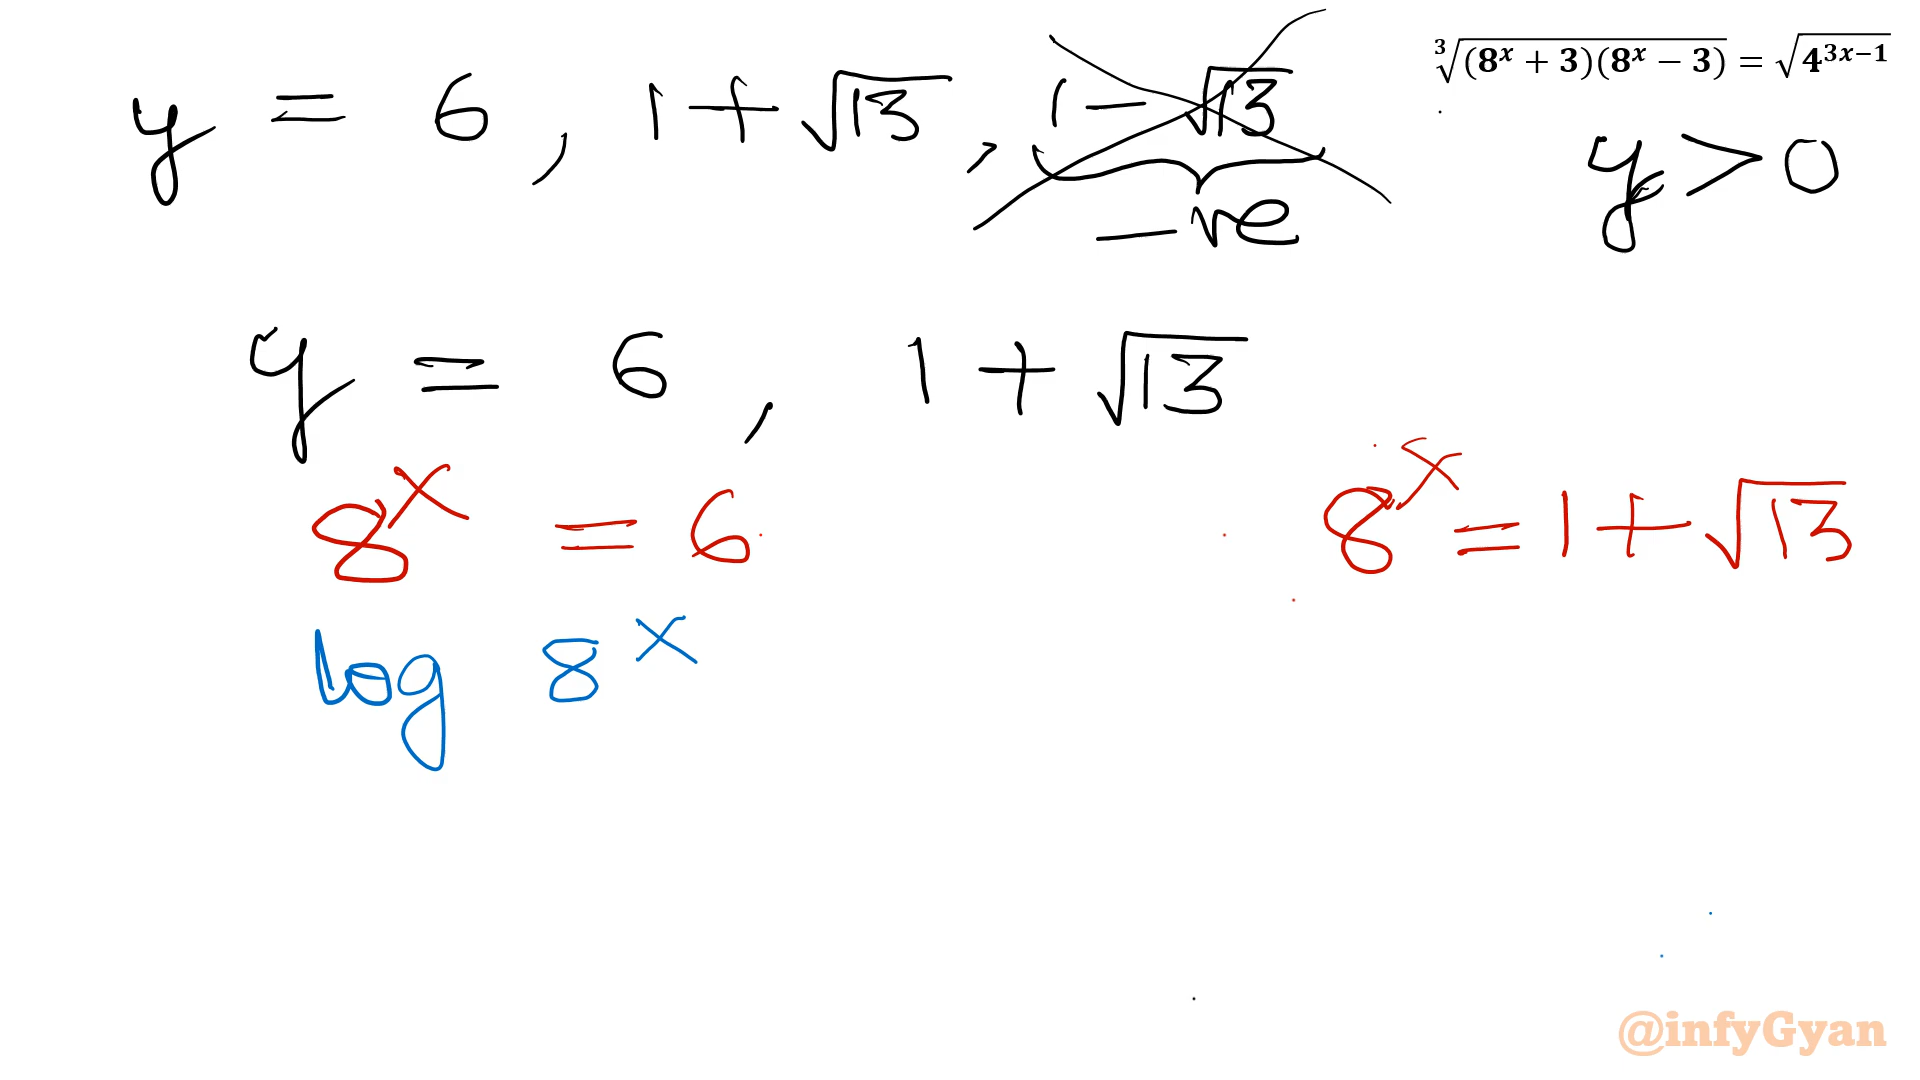 ∛((8ˣ + 3)(8ˣ − 3)) = √(4³ˣ⁻¹)
y = 6 , 1 + √13 , 1 − √13
y > 0
−ve
y = 6 , 1 + √13
8ˣ = 6
8ˣ = 1 + √13
log 8ˣ
@infyGyan